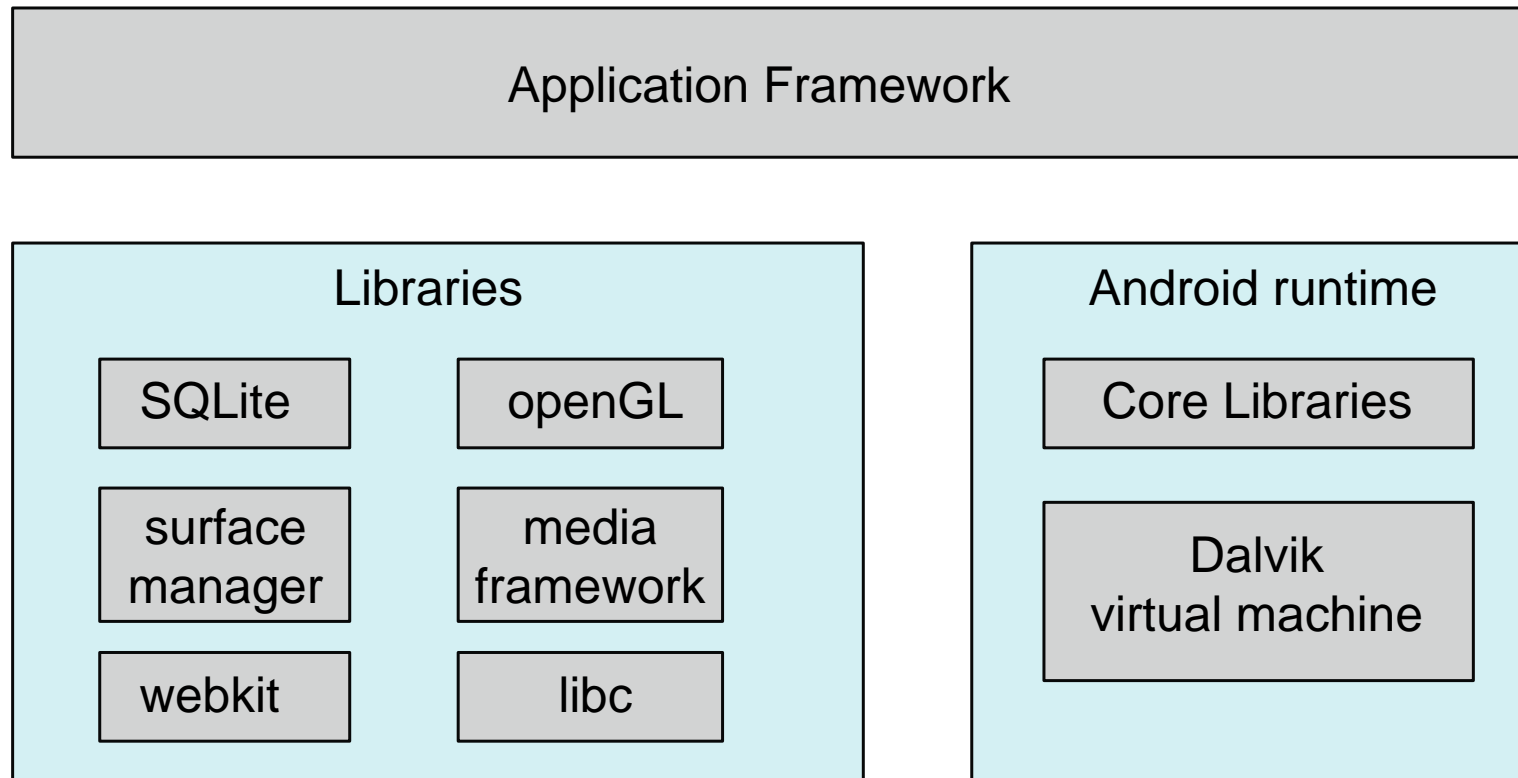 Application Framework
Libraries
SQLite
openGL
surface
manager
media
framework
webkit
libc
Android runtime
Core Libraries
Dalvik
virtual machine